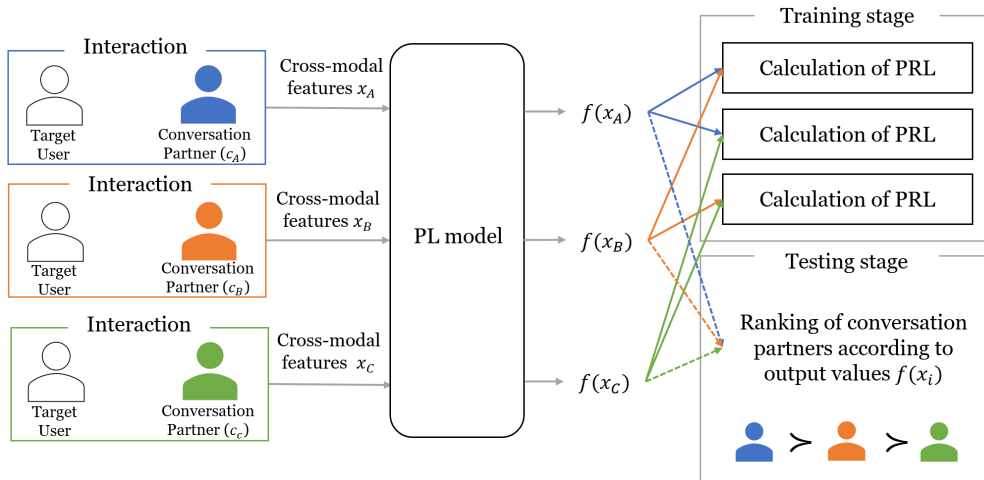 Interaction
Target
User
Conversation
Partner (c_A)
Cross-modal
features x_A
Interaction
Target
User
Conversation
Partner (c_B)
Cross-modal
features x_B
Interaction
Target
User
Conversation
Partner (c_c)
Cross-modal
features x_C
PL model
f(x_A)
f(x_B)
f(x_C)
Training stage
Calculation of PRL
Calculation of PRL
Calculation of PRL
Testing stage
Ranking of conversation
partners according to
output values f(x_i)
≻ ≻